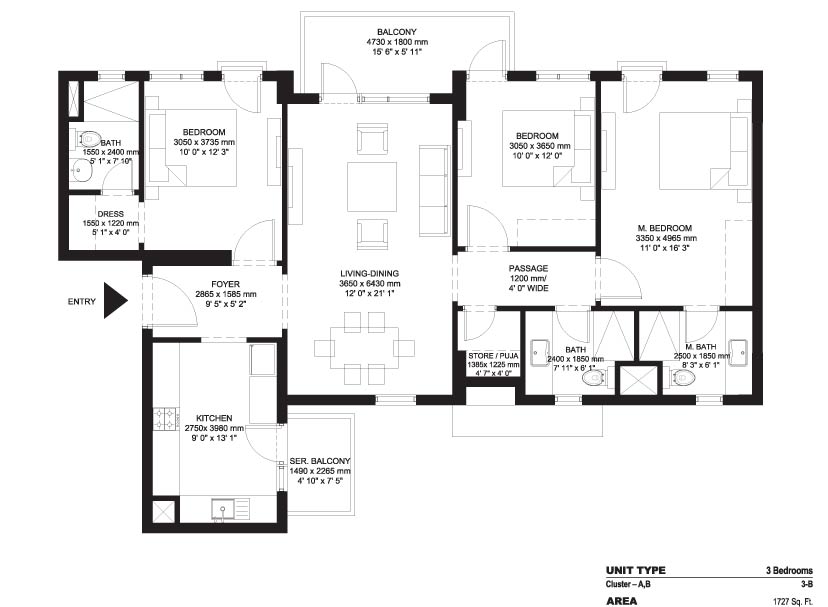 BALCONY
4730 x 1800 mm
15' 6" x 5' 11"
BEDROOM
3050 x 3735 mm
10' 0" x 12' 3"
BEDROOM
3050 x 3650 mm
10' 0" x 12' 0"
BATH
1550 x 2400 mm
5' 1" x 7' 10"
DRESS
1550 x 1220 mm
5' 1" x 4' 0"
M. BEDROOM
3350 x 4965 mm
11' 0" x 16' 3"
FOYER
2865 x 1585 mm
9' 5" x 5' 2"
LIVING-DINING
3650 x 6430 mm
12' 0" x 21' 1"
PASSAGE
1200 mm/
4' 0" WIDE
ENTRY
STORE / PUJA
1385x 1225 mm
4' 7" x 4' 0"
BATH
2400 x 1850 mm
7' 11" x 6' 1"
M. BATH
2500 x 1850 mm
8' 3" x 6' 1"
KITCHEN
2750x 3980 mm
9' 0" x 13' 1"
SER. BALCONY
1490 x 2265 mm
4' 10" x 7' 5"
UNIT TYPE 3 Bedrooms
Cluster – A,B 3-B
AREA 1727 Sq. Ft.